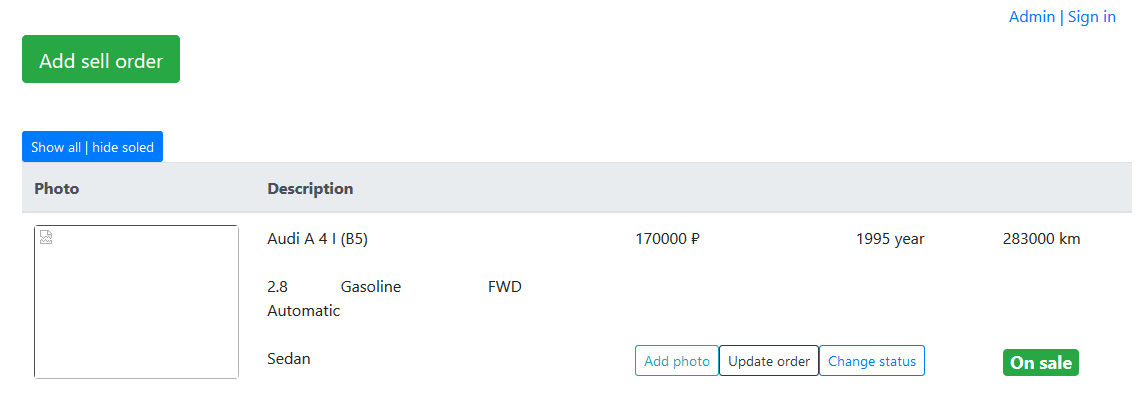 Admin | Sign in
Add sell order
Show all | hide soled
Photo Description
Audi A 4 I (B5) 170000 ₽ 1995 year 283000 km
2.8 Gasoline FWD
Automatic
Sedan Add photo Update order Change status On sale